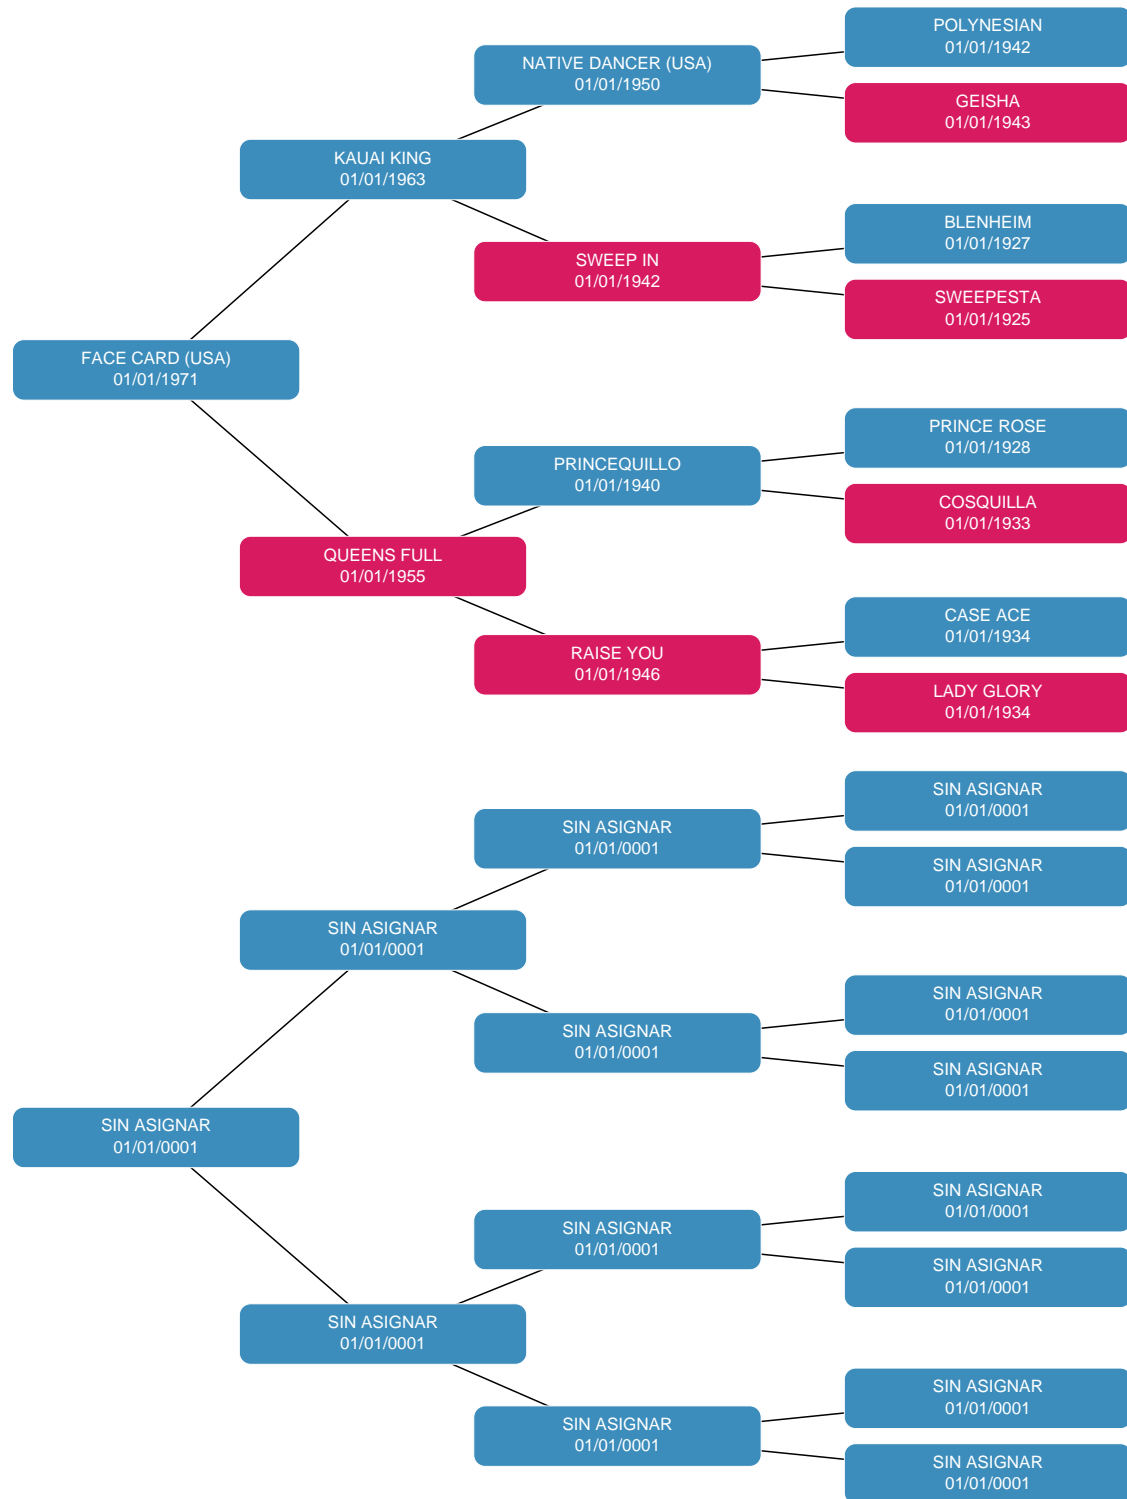 POLYNESIAN
01/01/1942
NATIVE DANCER (USA)
01/01/1950
GEISHA
01/01/1943
KAUAI KING
01/01/1963
BLENHEIM
01/01/1927
SWEEP IN
01/01/1942
SWEEPESTA
01/01/1925
FACE CARD (USA)
01/01/1971
PRINCE ROSE
01/01/1928
PRINCEQUILLO
01/01/1940
COSQUILLA
01/01/1933
QUEENS FULL
01/01/1955
CASE ACE
01/01/1934
RAISE YOU
01/01/1946
LADY GLORY
01/01/1934
SIN ASIGNAR
01/01/0001
SIN ASIGNAR
01/01/0001
SIN ASIGNAR
01/01/0001
SIN ASIGNAR
01/01/0001
SIN ASIGNAR
01/01/0001
SIN ASIGNAR
01/01/0001
SIN ASIGNAR
01/01/0001
SIN ASIGNAR
01/01/0001
SIN ASIGNAR
01/01/0001
SIN ASIGNAR
01/01/0001
SIN ASIGNAR
01/01/0001
SIN ASIGNAR
01/01/0001
SIN ASIGNAR
01/01/0001
SIN ASIGNAR
01/01/0001
SIN ASIGNAR
01/01/0001